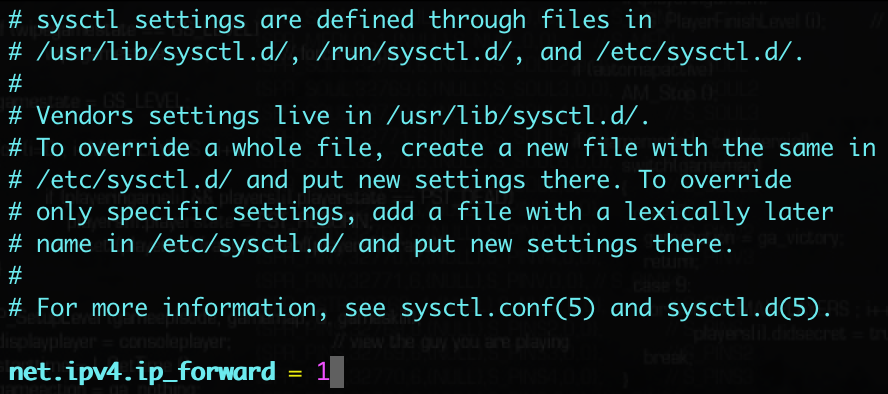 # sysctl settings are defined through files in
# /usr/lib/sysctl.d/, /run/sysctl.d/, and /etc/sysctl.d/.
#
# Vendors settings live in /usr/lib/sysctl.d/.
# To override a whole file, create a new file with the same in
# /etc/sysctl.d/ and put new settings there. To override
# only specific settings, add a file with a lexically later
# name in /etc/sysctl.d/ and put new settings there.
#
# For more information, see sysctl.conf(5) and sysctl.d(5).
net.ipv4.ip_forward = 1